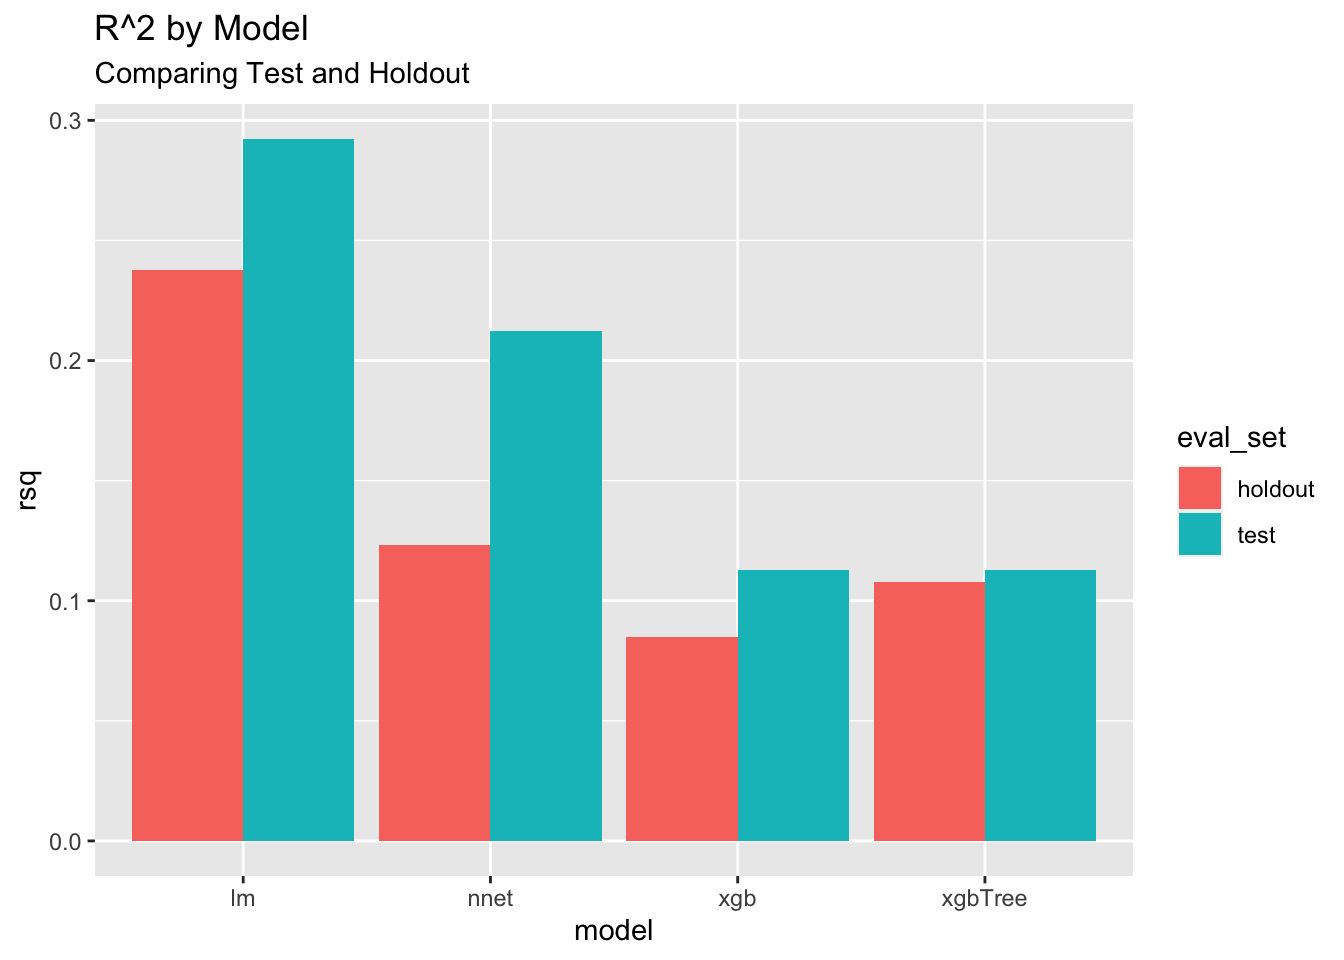 R^2 by Model
Comparing Test and Holdout
0.3
0.2
0.1
0.0
rsq
lm
nnet
xgb
xgbTree
model
eval_set
holdout
test